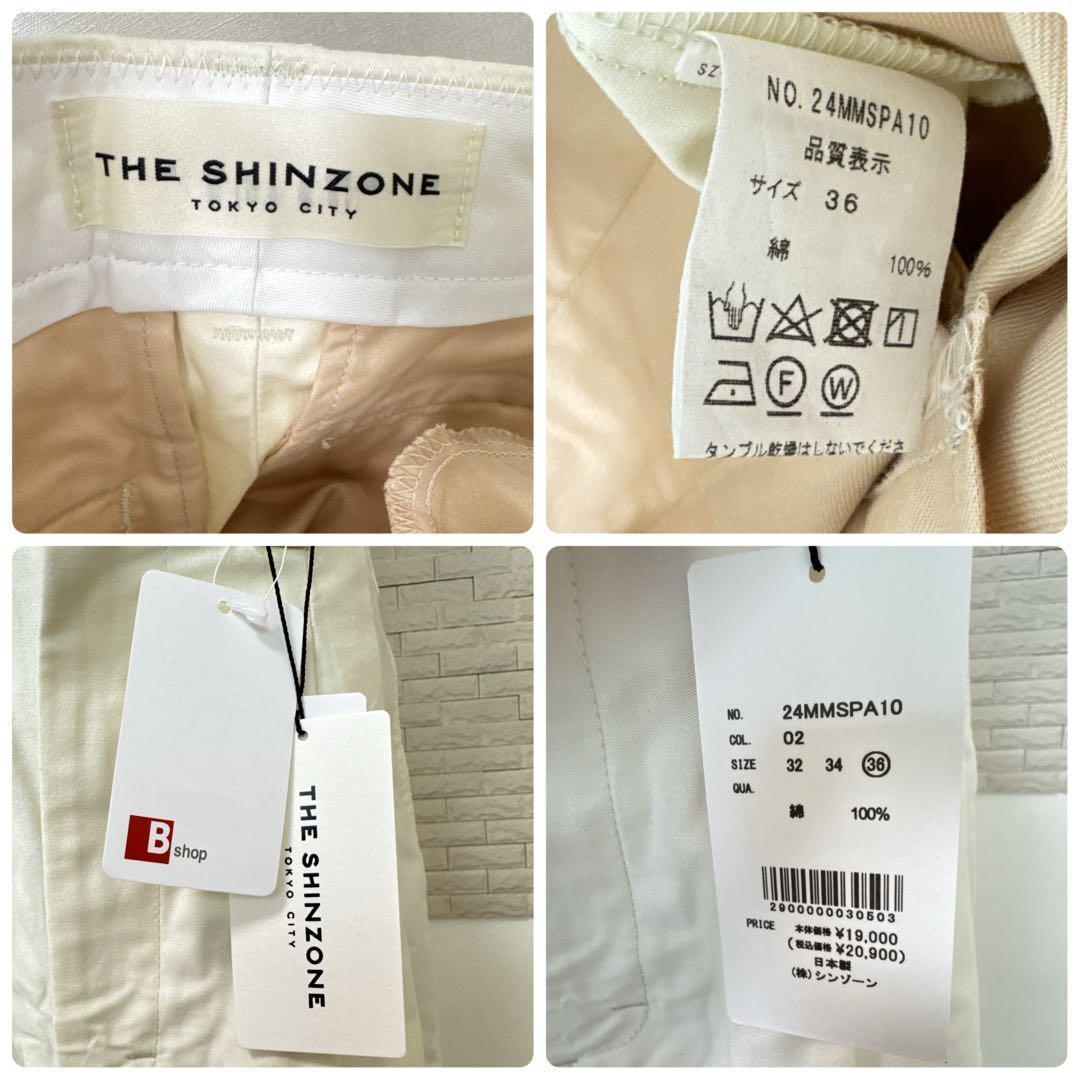 THE SHINZONE
TOKYO CITY
SZ
NO. 24MMSPA10
品質表示
サイズ 36
綿 100%
F W
タンブル乾燥はしないでくださ
B shop
THE SHINZONE
TOKYO CITY
NO. 24MMSPA10
COL. 02
SIZE 32 34 36
QUA.
綿 100%
2900000030503
PRICE 本体価格 ¥19,000
(税込価格 ¥20,900)
日本製
(株)シンゾーン